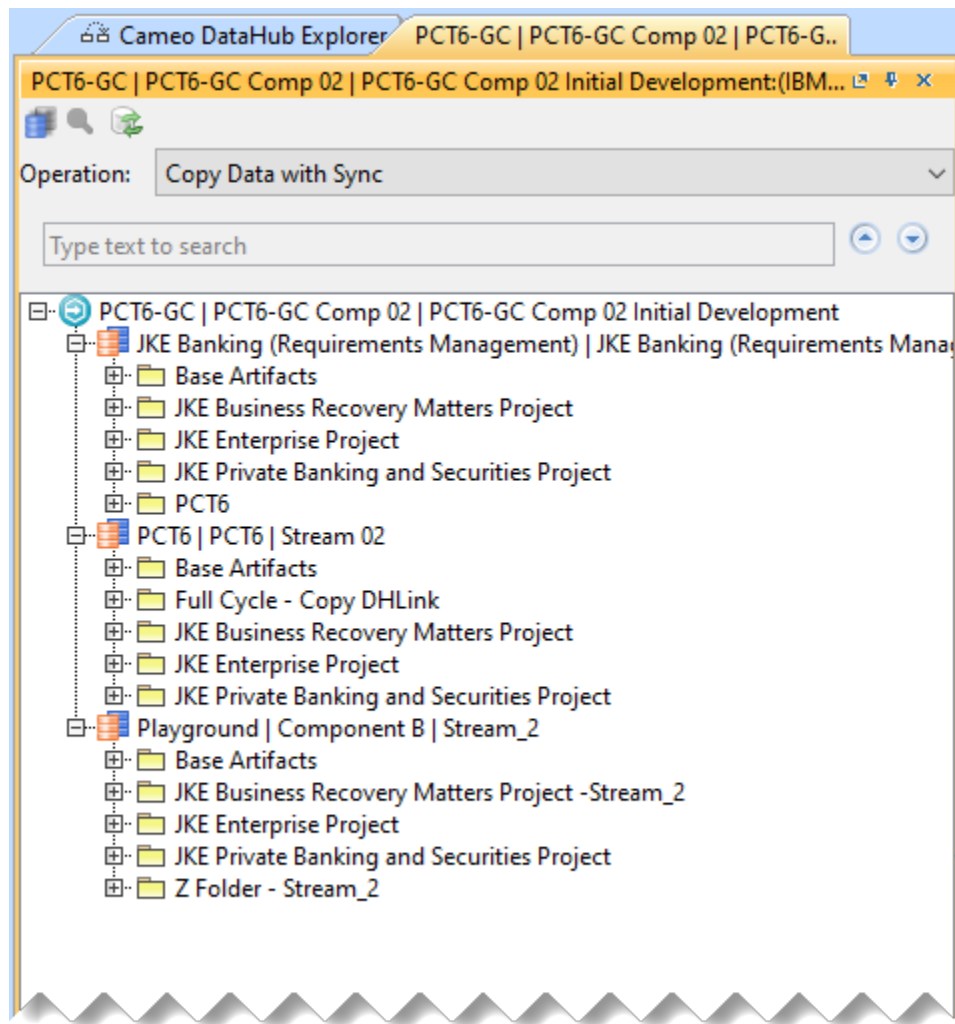 Cameo DataHub Explorer
PCT6-GC | PCT6-GC Comp 02 | PCT6-G..
PCT6-GC | PCT6-GC Comp 02 | PCT6-GC Comp 02 Initial Development:(IBM...
Operation: Copy Data with Sync
Type text to search
PCT6-GC | PCT6-GC Comp 02 | PCT6-GC Comp 02 Initial Development
JKE Banking (Requirements Management) | JKE Banking (Requirements Manag
Base Artifacts
JKE Business Recovery Matters Project
JKE Enterprise Project
JKE Private Banking and Securities Project
PCT6
PCT6 | PCT6 | Stream 02
Base Artifacts
Full Cycle - Copy DHLink
JKE Business Recovery Matters Project
JKE Enterprise Project
JKE Private Banking and Securities Project
Playground | Component B | Stream_2
Base Artifacts
JKE Business Recovery Matters Project -Stream_2
JKE Enterprise Project
JKE Private Banking and Securities Project
Z Folder - Stream_2